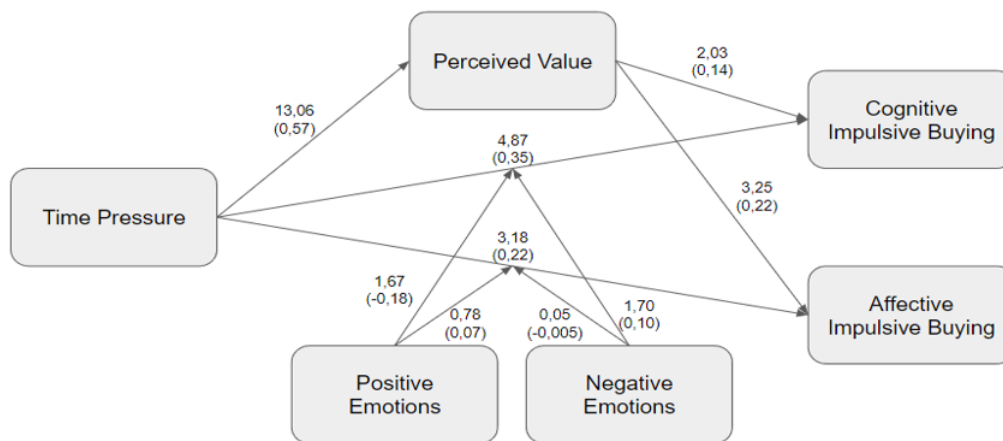 Perceived Value
2,03
(0,14)
13,06
(0,57)
Cognitive
Impulsive Buying
4,87
(0,35)
Time Pressure
3,25
(0,22)
3,18
(0,22)
1,67
(-0,18)
0,78
(0,07)
0,05
(-0,005)
1,70
(0,10)
Affective
Impulsive Buying
Positive
Emotions
Negative
Emotions